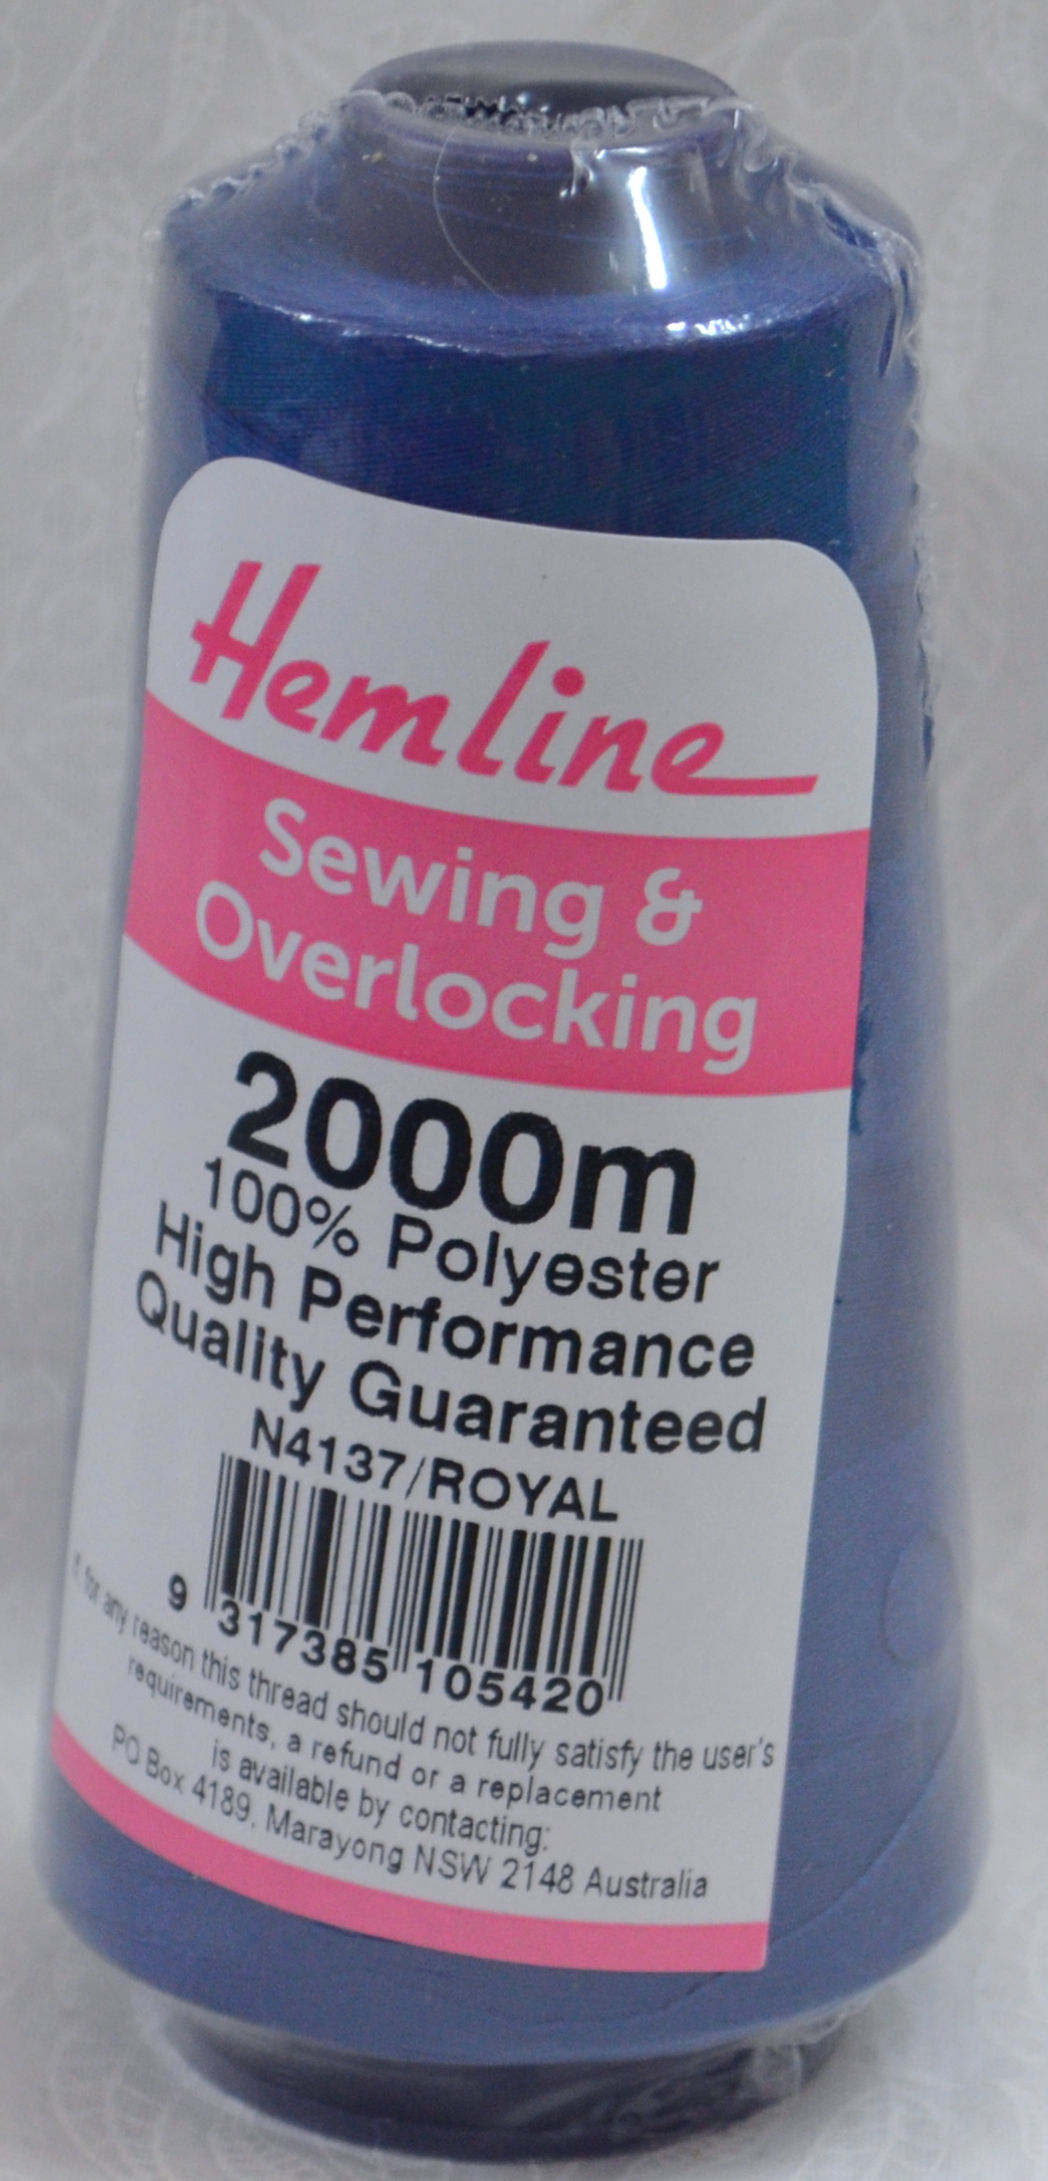 Hemline
Sewing &
Overlocking
2000m
100% Polyester
High Performance
Quality Guaranteed
N4137/ROYAL
9 317385 105420
If, for any reason this thread should not fully satisfy the user's
requirements, a refund or a replacement
is available by contacting:
PO Box 4189, Marayong NSW 2148 Australia